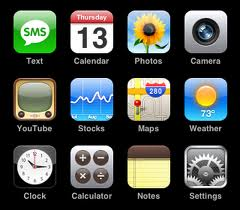 SMS
Thursday
13
Text
Calendar
Photos
Camera
280
73°
YouTube
Stocks
Maps
Weather
Clock
Calculator
Notes
Settings